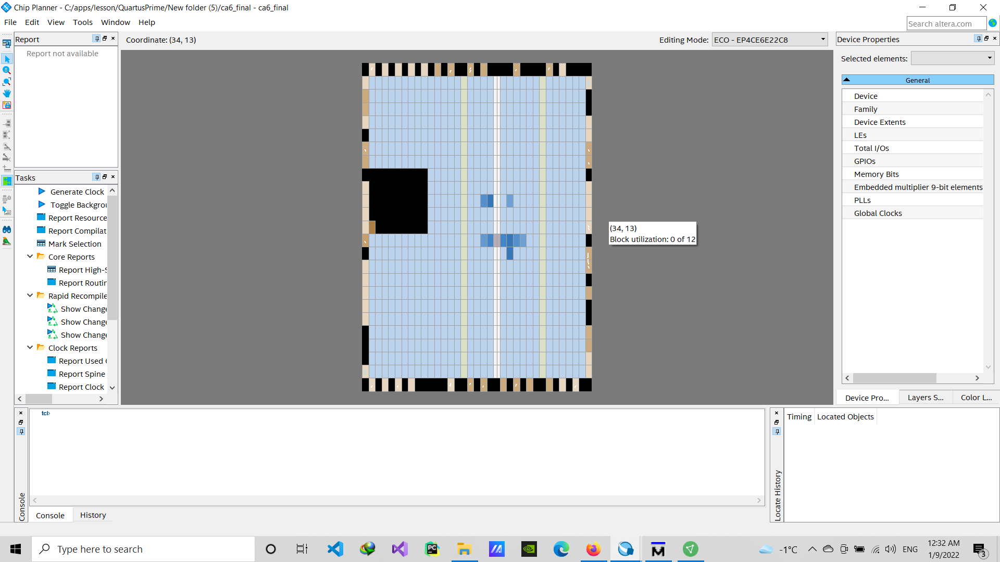 Chip Planner - C:/apps/lesson/QuartusPrime/New folder (5)/ca6_final - ca6_final
File Edit View Tools Window Help
Search altera.com
Report
Report not available
Coordinate: (34, 13)
Editing Mode: ECO - EP4CE6E22C8
Device Properties
Selected elements:
General
Device
Family
Device Extents
LEs
Total I/Os
GPIOs
Memory Bits
Embedded multiplier 9-bit elements
PLLs
Global Clocks
Tasks
Generate Clock
Toggle Backgrou
Report Resource
Report Compilat
Mark Selection
Core Reports
Report High-S
Report Routin
Rapid Recompile
Show Change
Show Change
Show Change
Clock Reports
Report Used
Report Spine
Report Clock
(34, 13)
Block utilization: 0 of 12
Device Pro... Layers S... Color L...
tcl>
Console
Console History
Locate History
Timing Located Objects
Type here to search
PC
-1°C
ENG
12:32 AM
1/9/2022
3